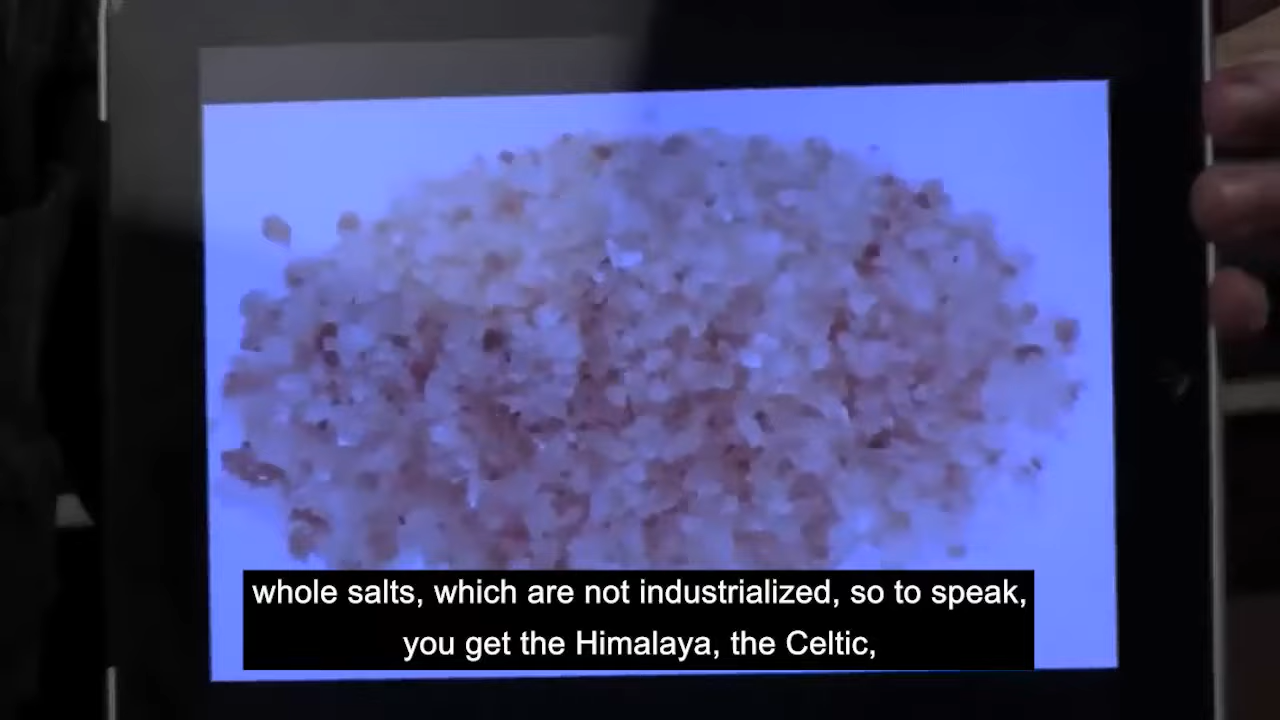 whole salts, which are not industrialized, so to speak,
you get the Himalaya, the Celtic,